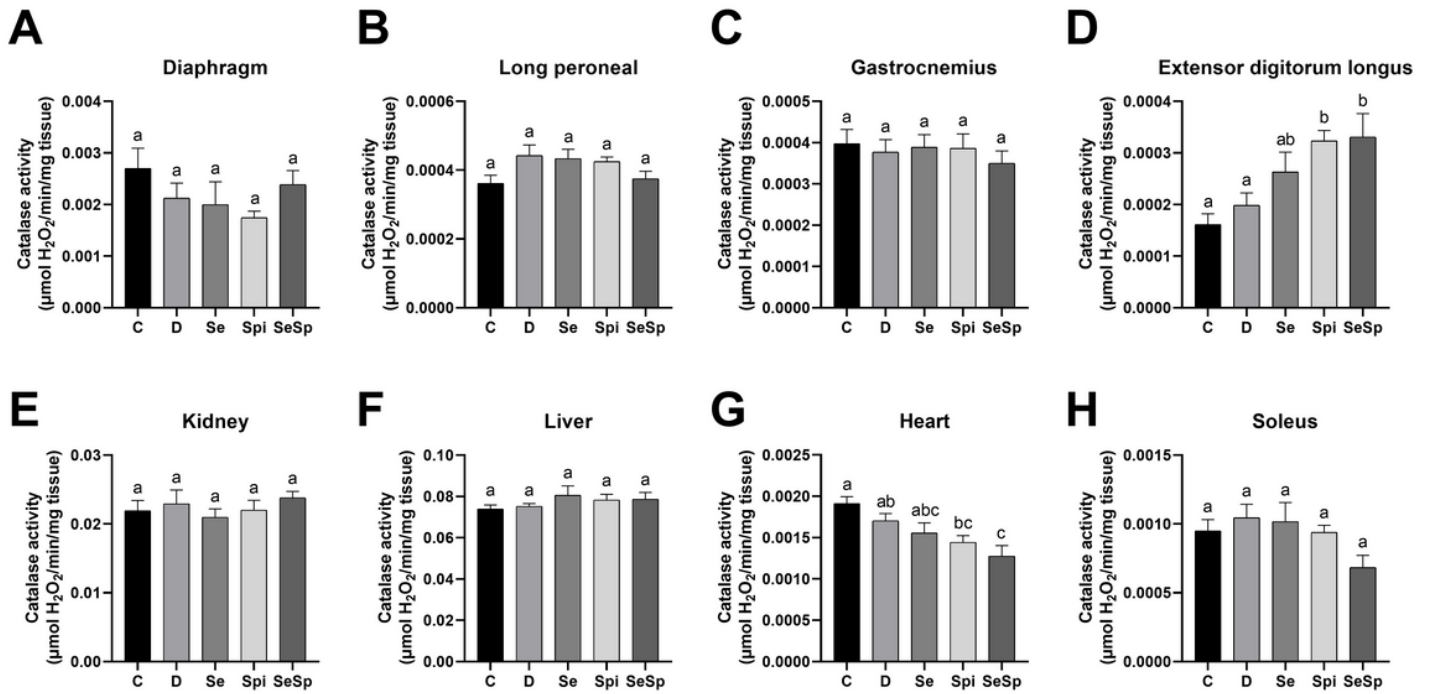 A
Diaphragm
Catalase activity
(µmol H₂O₂/min/mg tissue)
0.004
0.003
0.002
0.001
0.000
a a a a a
C D Se Spi SeSp
B
Long peroneal
Catalase activity
(µmol H₂O₂/min/mg tissue)
0.0006
0.0004
0.0002
0.0000
a a a a a
C D Se Spi SeSp
C
Gastrocnemius
Catalase activity
(µmol H₂O₂/min/mg tissue)
0.0005
0.0004
0.0003
0.0002
0.0001
0.0000
a a a a a
C D Se Spi SeSp
D
Extensor digitorum longus
Catalase activity
(µmol H₂O₂/min/mg tissue)
0.0004
0.0003
0.0002
0.0001
0.0000
a a ab b b
C D Se Spi SeSp
E
Kidney
Catalase activity
(µmol H₂O₂/min/mg tissue)
0.03
0.02
0.01
0.00
a a a a a
C D Se Spi SeSp
F
Liver
Catalase activity
(µmol H₂O₂/min/mg tissue)
0.10
0.08
0.06
0.04
0.02
0.00
a a a a a
C D Se Spi SeSp
G
Heart
Catalase activity
(µmol H₂O₂/min/mg tissue)
0.0025
0.0020
0.0015
0.0010
0.0005
0.0000
a ab abc bc c
C D Se Spi SeSp
H
Soleus
Catalase activity
(µmol H₂O₂/min/mg tissue)
0.0015
0.0010
0.0005
0.0000
a a a a a
C D Se Spi SeSp